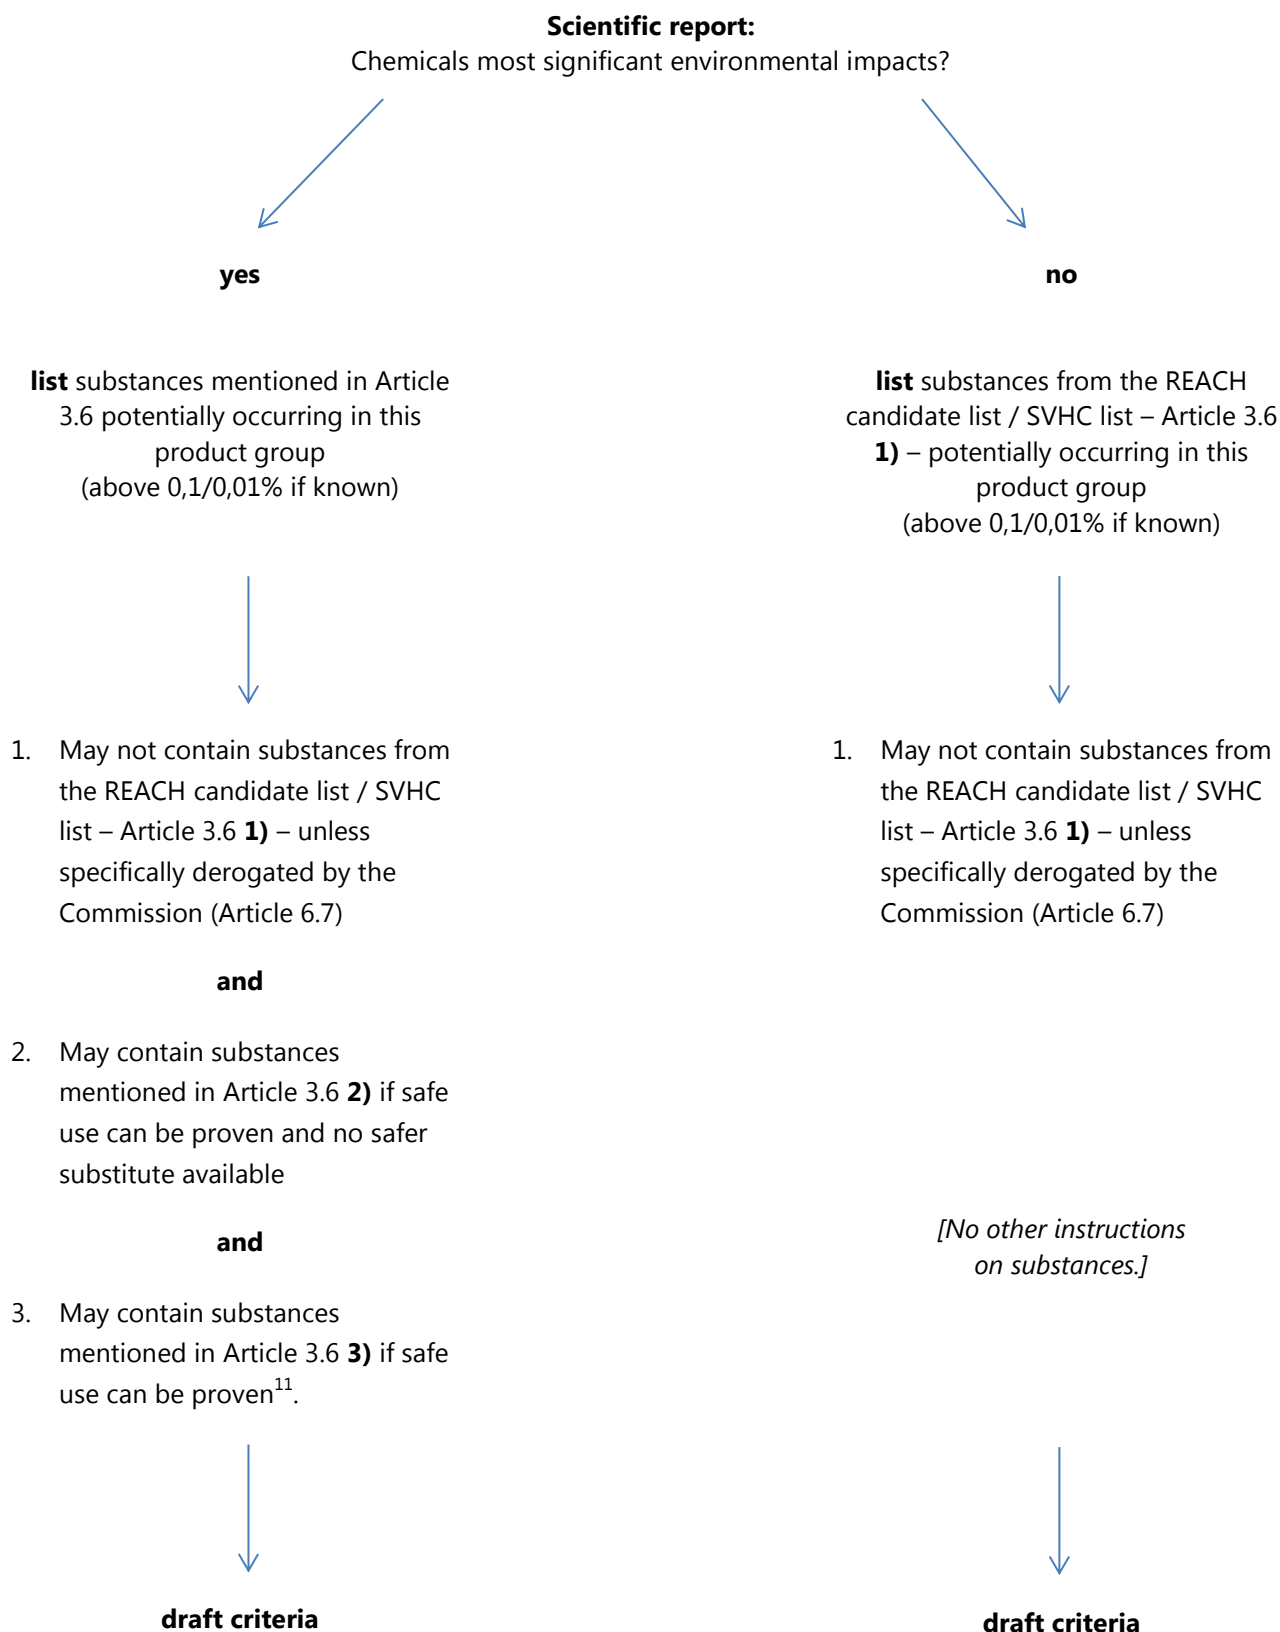 Scientific report:
Chemicals most significant environmental impacts?
yes
list substances mentioned in Article
3.6 potentially occurring in this
product group
(above 0,1/0,01% if known)
1. May not contain substances from
the REACH candidate list / SVHC
list – Article 3.6 1) – unless
specifically derogated by the
Commission (Article 6.7)
and
2. May contain substances
mentioned in Article 3.6 2) if safe
use can be proven and no safer
substitute available
and
3. May contain substances
mentioned in Article 3.6 3) if safe
use can be proven11.
draft criteria
no
list substances from the REACH
candidate list / SVHC list – Article 3.6
1) – potentially occurring in this
product group
(above 0,1/0,01% if known)
1. May not contain substances from
the REACH candidate list / SVHC
list – Article 3.6 1) – unless
specifically derogated by the
Commission (Article 6.7)
[No other instructions
on substances.]
draft criteria